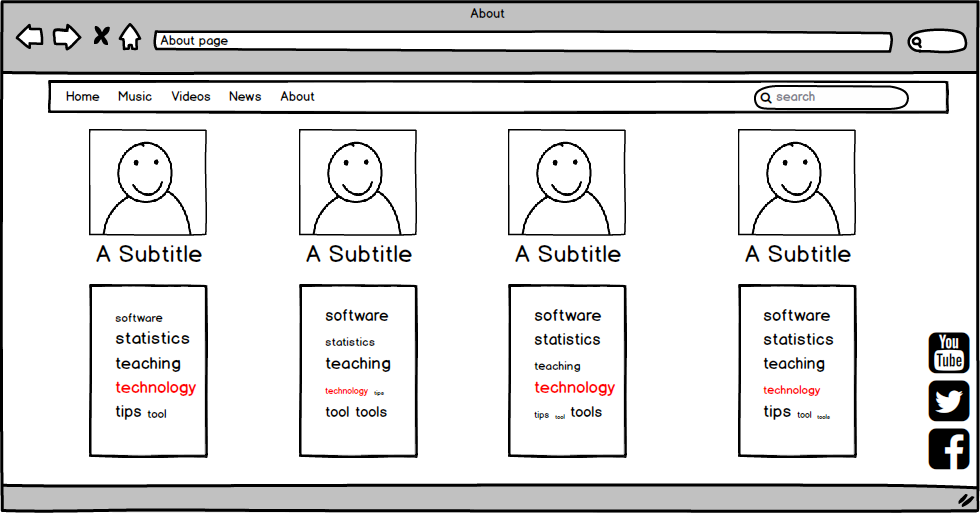 About
About page
Home Music Videos News About
search
A Subtitle A Subtitle A Subtitle A Subtitle
software
statistics
teaching
technology
tips tool
software
statistics
teaching
technology tips
tool tools
software
statistics
teaching
technology
tips tool tools
software
statistics
teaching
technology
tips tool tools
You
Tube